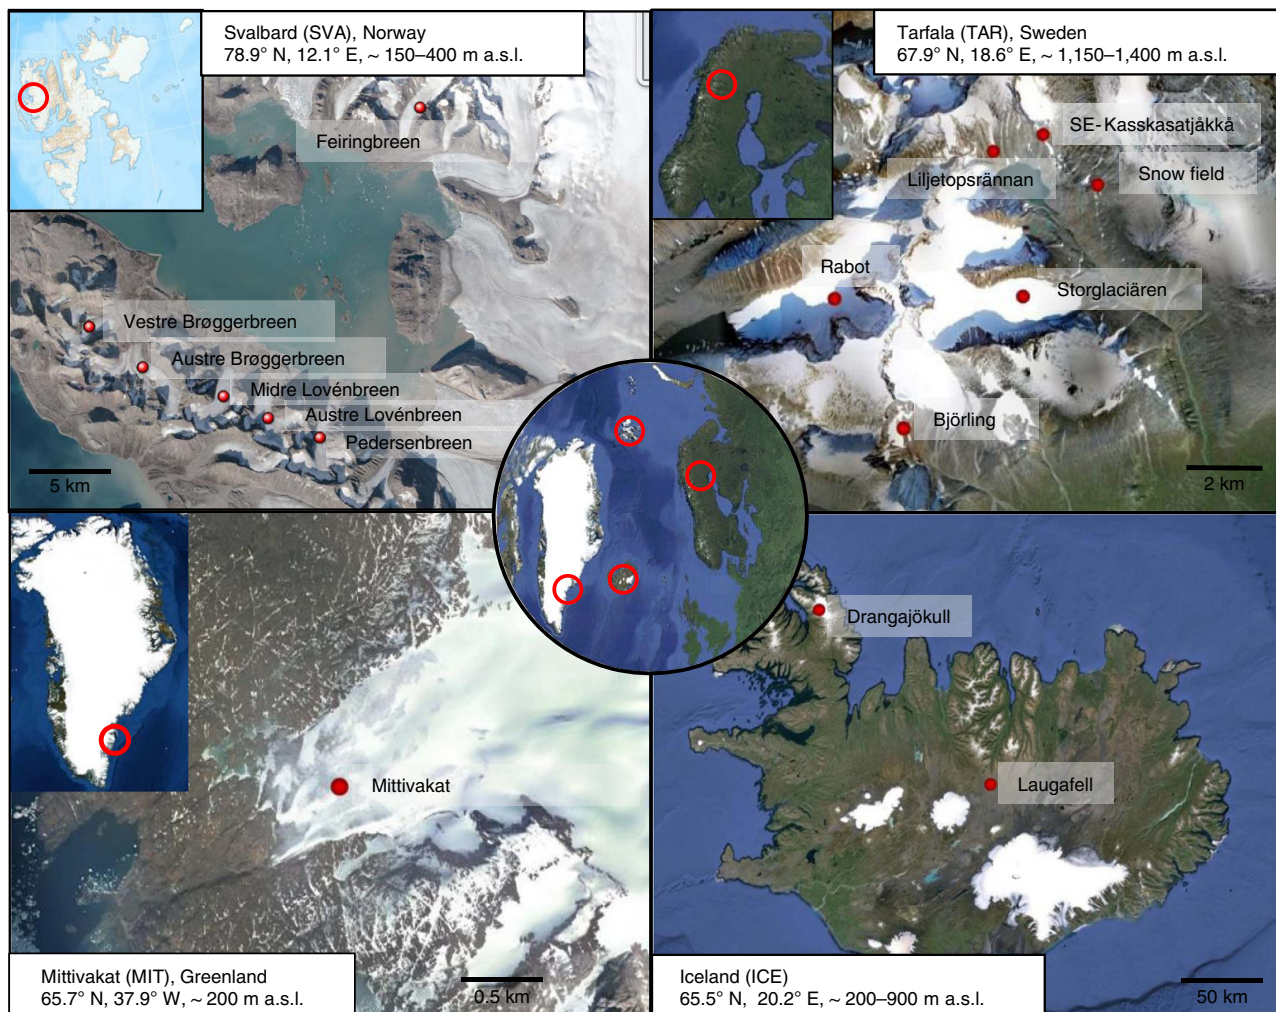 Svalbard (SVA), Norway
78.9° N, 12.1° E, ~ 150–400 m a.s.l.
Feiringbreen
Vestre Brøggerbreen
Austre Brøggerbreen
Midre Lovénbreen
Austre Lovénbreen
Pedersenbreen
5 km
Tarfala (TAR), Sweden
67.9° N, 18.6° E, ~ 1,150–1,400 m a.s.l.
SE-Kasskasatjåkkå
Liljetopsrännan
Snow field
Rabot
Storglaciären
Björling
2 km
Mittivakat
Mittivakat (MIT), Greenland
65.7° N, 37.9° W, ~ 200 m a.s.l.
0.5 km
Drangajökull
Laugafell
Iceland (ICE)
65.5° N, 20.2° E, ~ 200–900 m a.s.l.
50 km